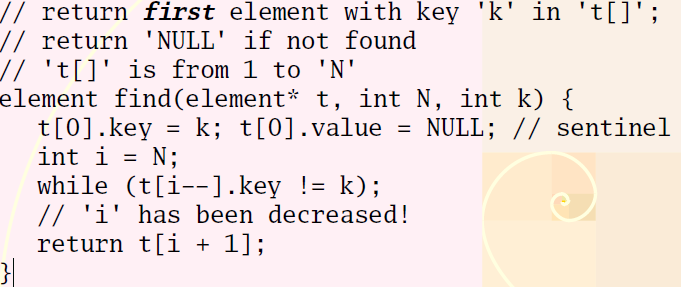 // return first element with key 'k' in 't[]';
// return 'NULL' if not found
// 't[]' is from 1 to 'N'
element find(element* t, int N, int k) {
t[0].key = k; t[0].value = NULL; // sentinel
int i = N;
while (t[i--].key != k);
// 'i' has been decreased!
return t[i + 1];
}